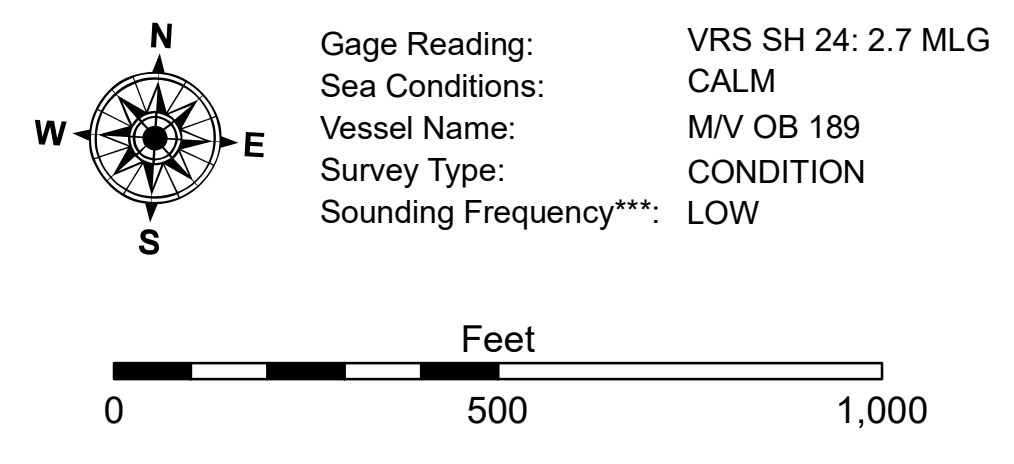 N
W
E
S
Gage Reading: VRS SH 24: 2.7 MLG
Sea Conditions: CALM
Vessel Name: M/V OB 189
Survey Type: CONDITION
Sounding Frequency***: LOW
Feet
0 500 1,000